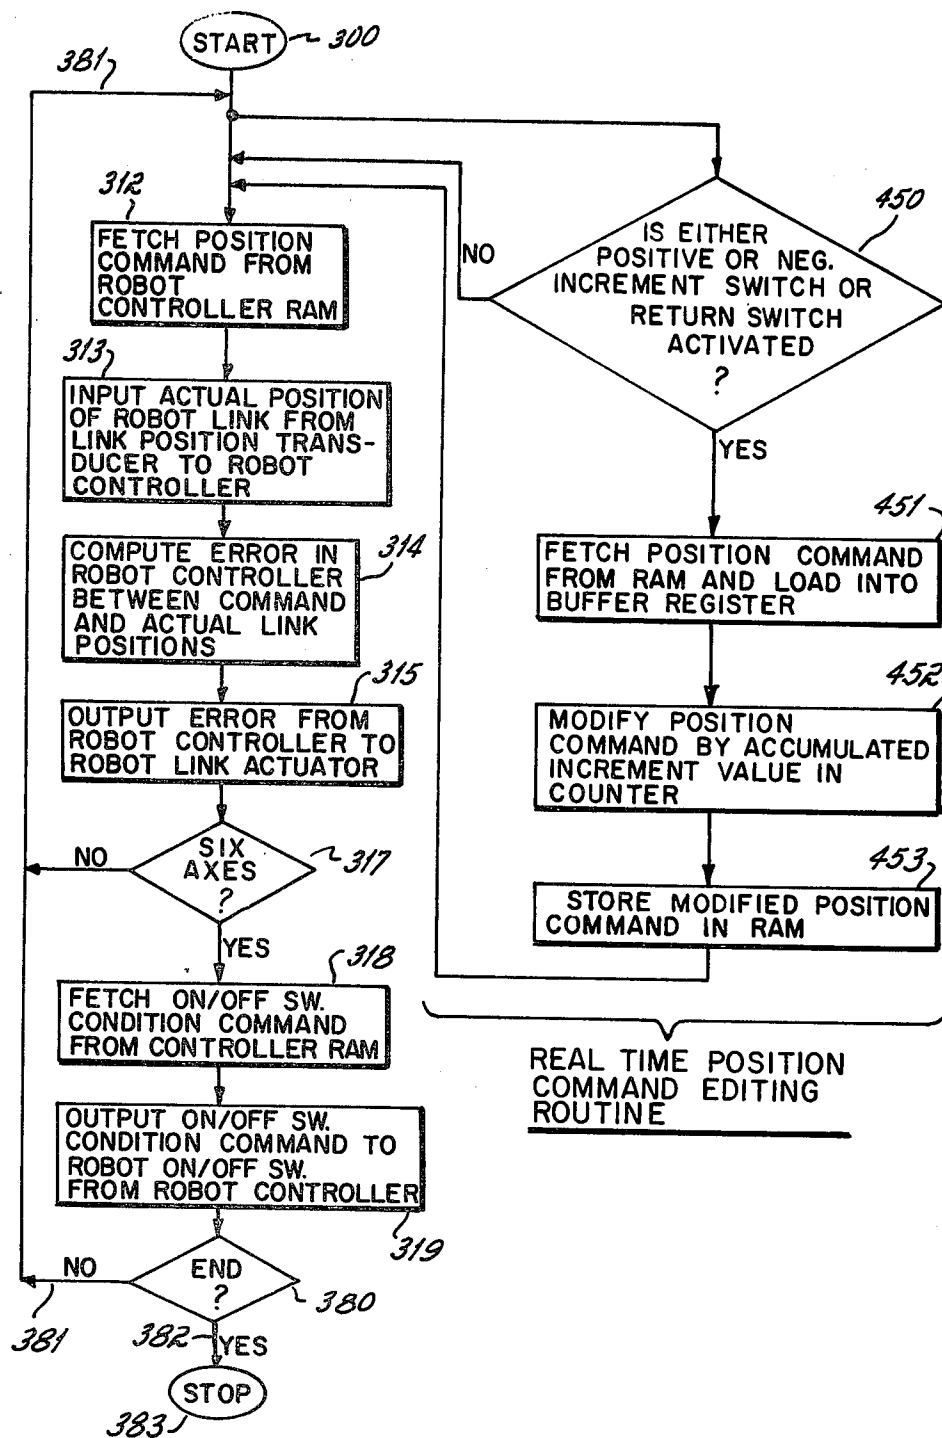 START
300
381
312
FETCH POSITION
COMMAND FROM
ROBOT
CONTROLLER RAM
313
INPUT ACTUAL POSITION
OF ROBOT LINK FROM
LINK POSITION TRANS-
DUCER TO ROBOT
CONTROLLER
COMPUTE ERROR IN
ROBOT CONTROLLER
BETWEEN COMMAND
AND ACTUAL LINK
POSITIONS
314
315
OUTPUT ERROR FROM
ROBOT CONTROLLER TO
ROBOT LINK ACTUATOR
SIX
AXES
?
317
NO
YES
318
FETCH ON/OFF SW.
CONDITION COMMAND
FROM CONTROLLER RAM
OUTPUT ON/OFF SW.
CONDITION COMMAND TO
ROBOT ON/OFF SW.
FROM ROBOT CONTROLLER
319
END
?
380
NO
381
382
YES
STOP
383
450
IS EITHER
POSITIVE OR NEG.
INCREMENT SWITCH OR
RETURN SWITCH
ACTIVATED
?
NO
YES
451
FETCH POSITION COMMAND
FROM RAM AND LOAD INTO
BUFFER REGISTER
452
MODIFY POSITION
COMMAND BY ACCUMULATED
INCREMENT VALUE IN
COUNTER
453
STORE MODIFIED POSITION
COMMAND IN RAM
REAL TIME POSITION
COMMAND EDITING
ROUTINE